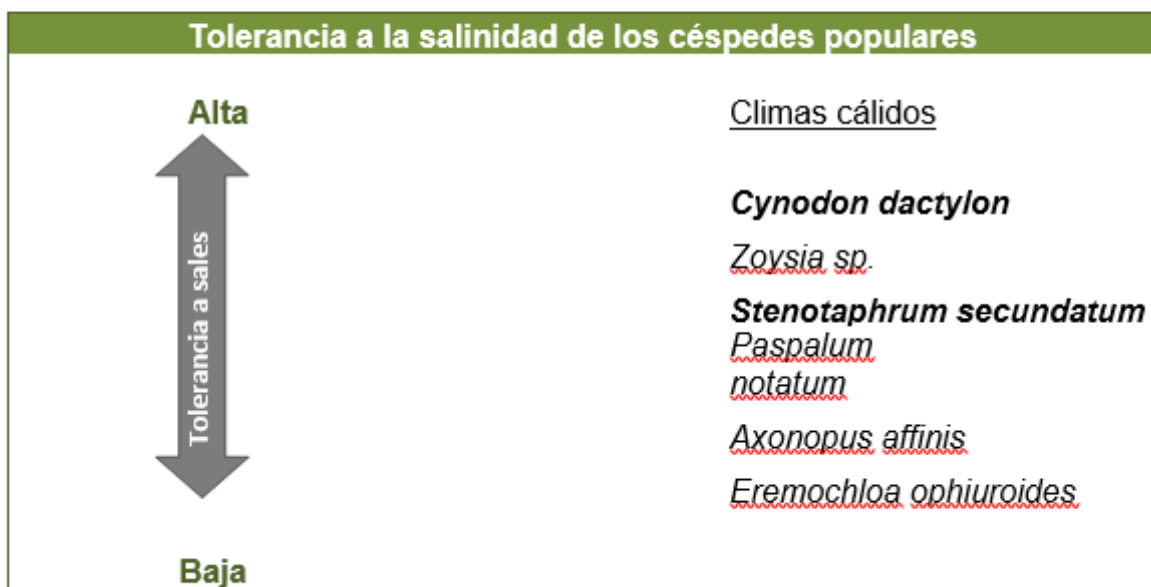 Tolerancia a la salinidad de los céspedes populares
Alta
Climas cálidos
Tolerancia a sales
Cynodon dactylon
Zoysia sp.
Stenotaphrum secundatum
Paspalum
notatum
Axonopus affinis
Eremochloa ophiuroides
Baja